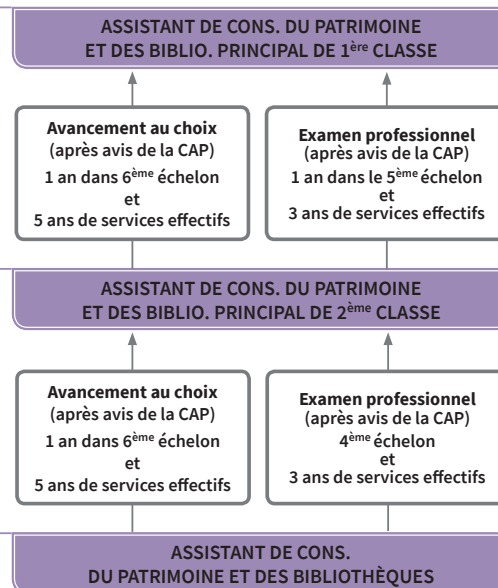 ASSISTANT DE CONS. DU PATRIMOINE
ET DES BIBLIO. PRINCIPAL DE 1ère CLASSE
Avancement au choix
(après avis de la CAP)
1 an dans 6ème échelon
et
5 ans de services effectifs
Examen professionnel
(après avis de la CAP)
1 an dans le 5ème échelon
et
3 ans de services effectifs
ASSISTANT DE CONS. DU PATRIMOINE
ET DES BIBLIO. PRINCIPAL DE 2ème CLASSE
Avancement au choix
(après avis de la CAP)
1 an dans 6ème échelon
et
5 ans de services effectifs
Examen professionnel
(après avis de la CAP)
4ème échelon
et
3 ans de services effectifs
ASSISTANT DE CONS.
DU PATRIMOINE ET DES BIBLIOTHÈQUES